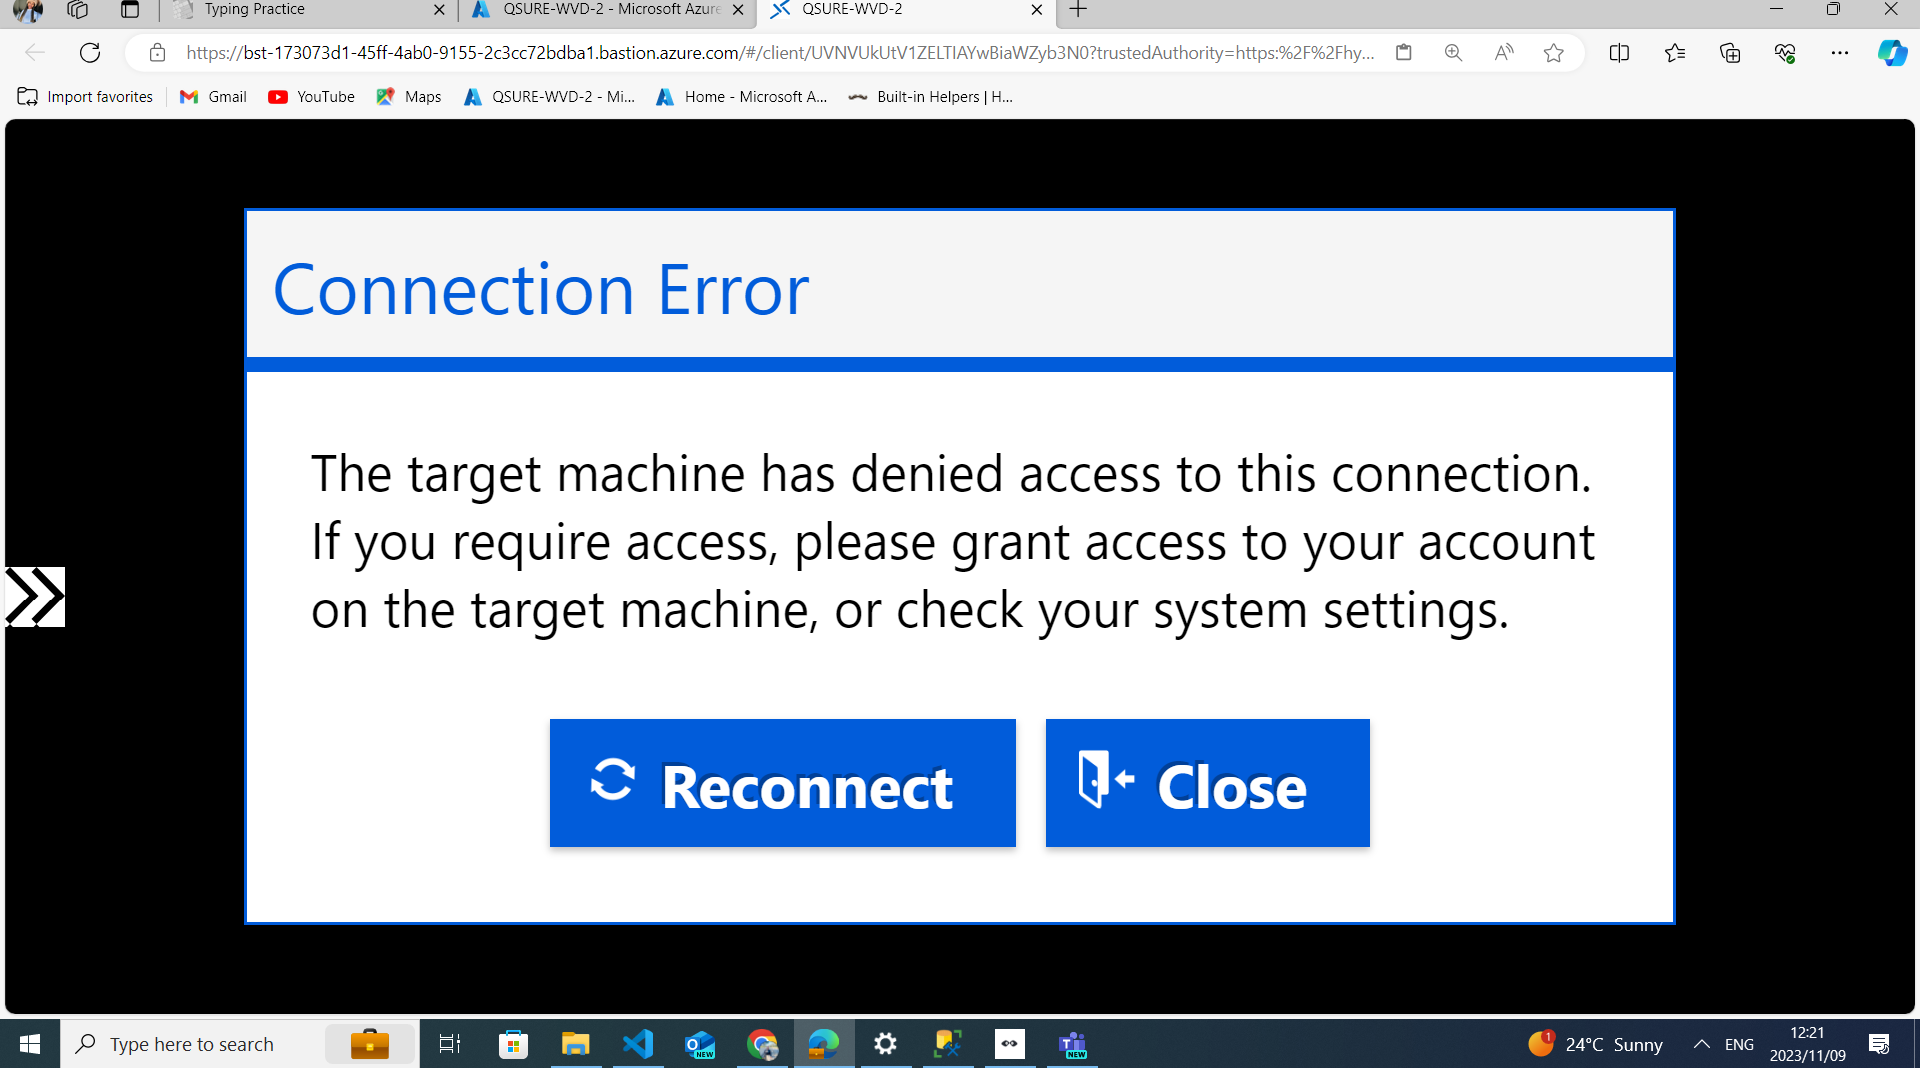 Typing Practice
QSURE-WVD-2 - Microsoft Azure
QSURE-WVD-2
https://bst-173073d1-45ff-4ab0-9155-2c3cc72bdba1.bastion.azure.com/#/client/UVNVUkUtV1ZELTIAYwBiaWZyb3N0?trustedAuthority=https:%2F%2Fhy...
Import favorites
Gmail
YouTube
Maps
QSURE-WVD-2 - Mi...
Home - Microsoft A...
Built-in Helpers | H...
Connection Error
The target machine has denied access to this connection.
If you require access, please grant access to your account
on the target machine, or check your system settings.
Reconnect
Close
Type here to search
NEW
NEW
1
24°C Sunny
ENG
12:21
2023/11/09